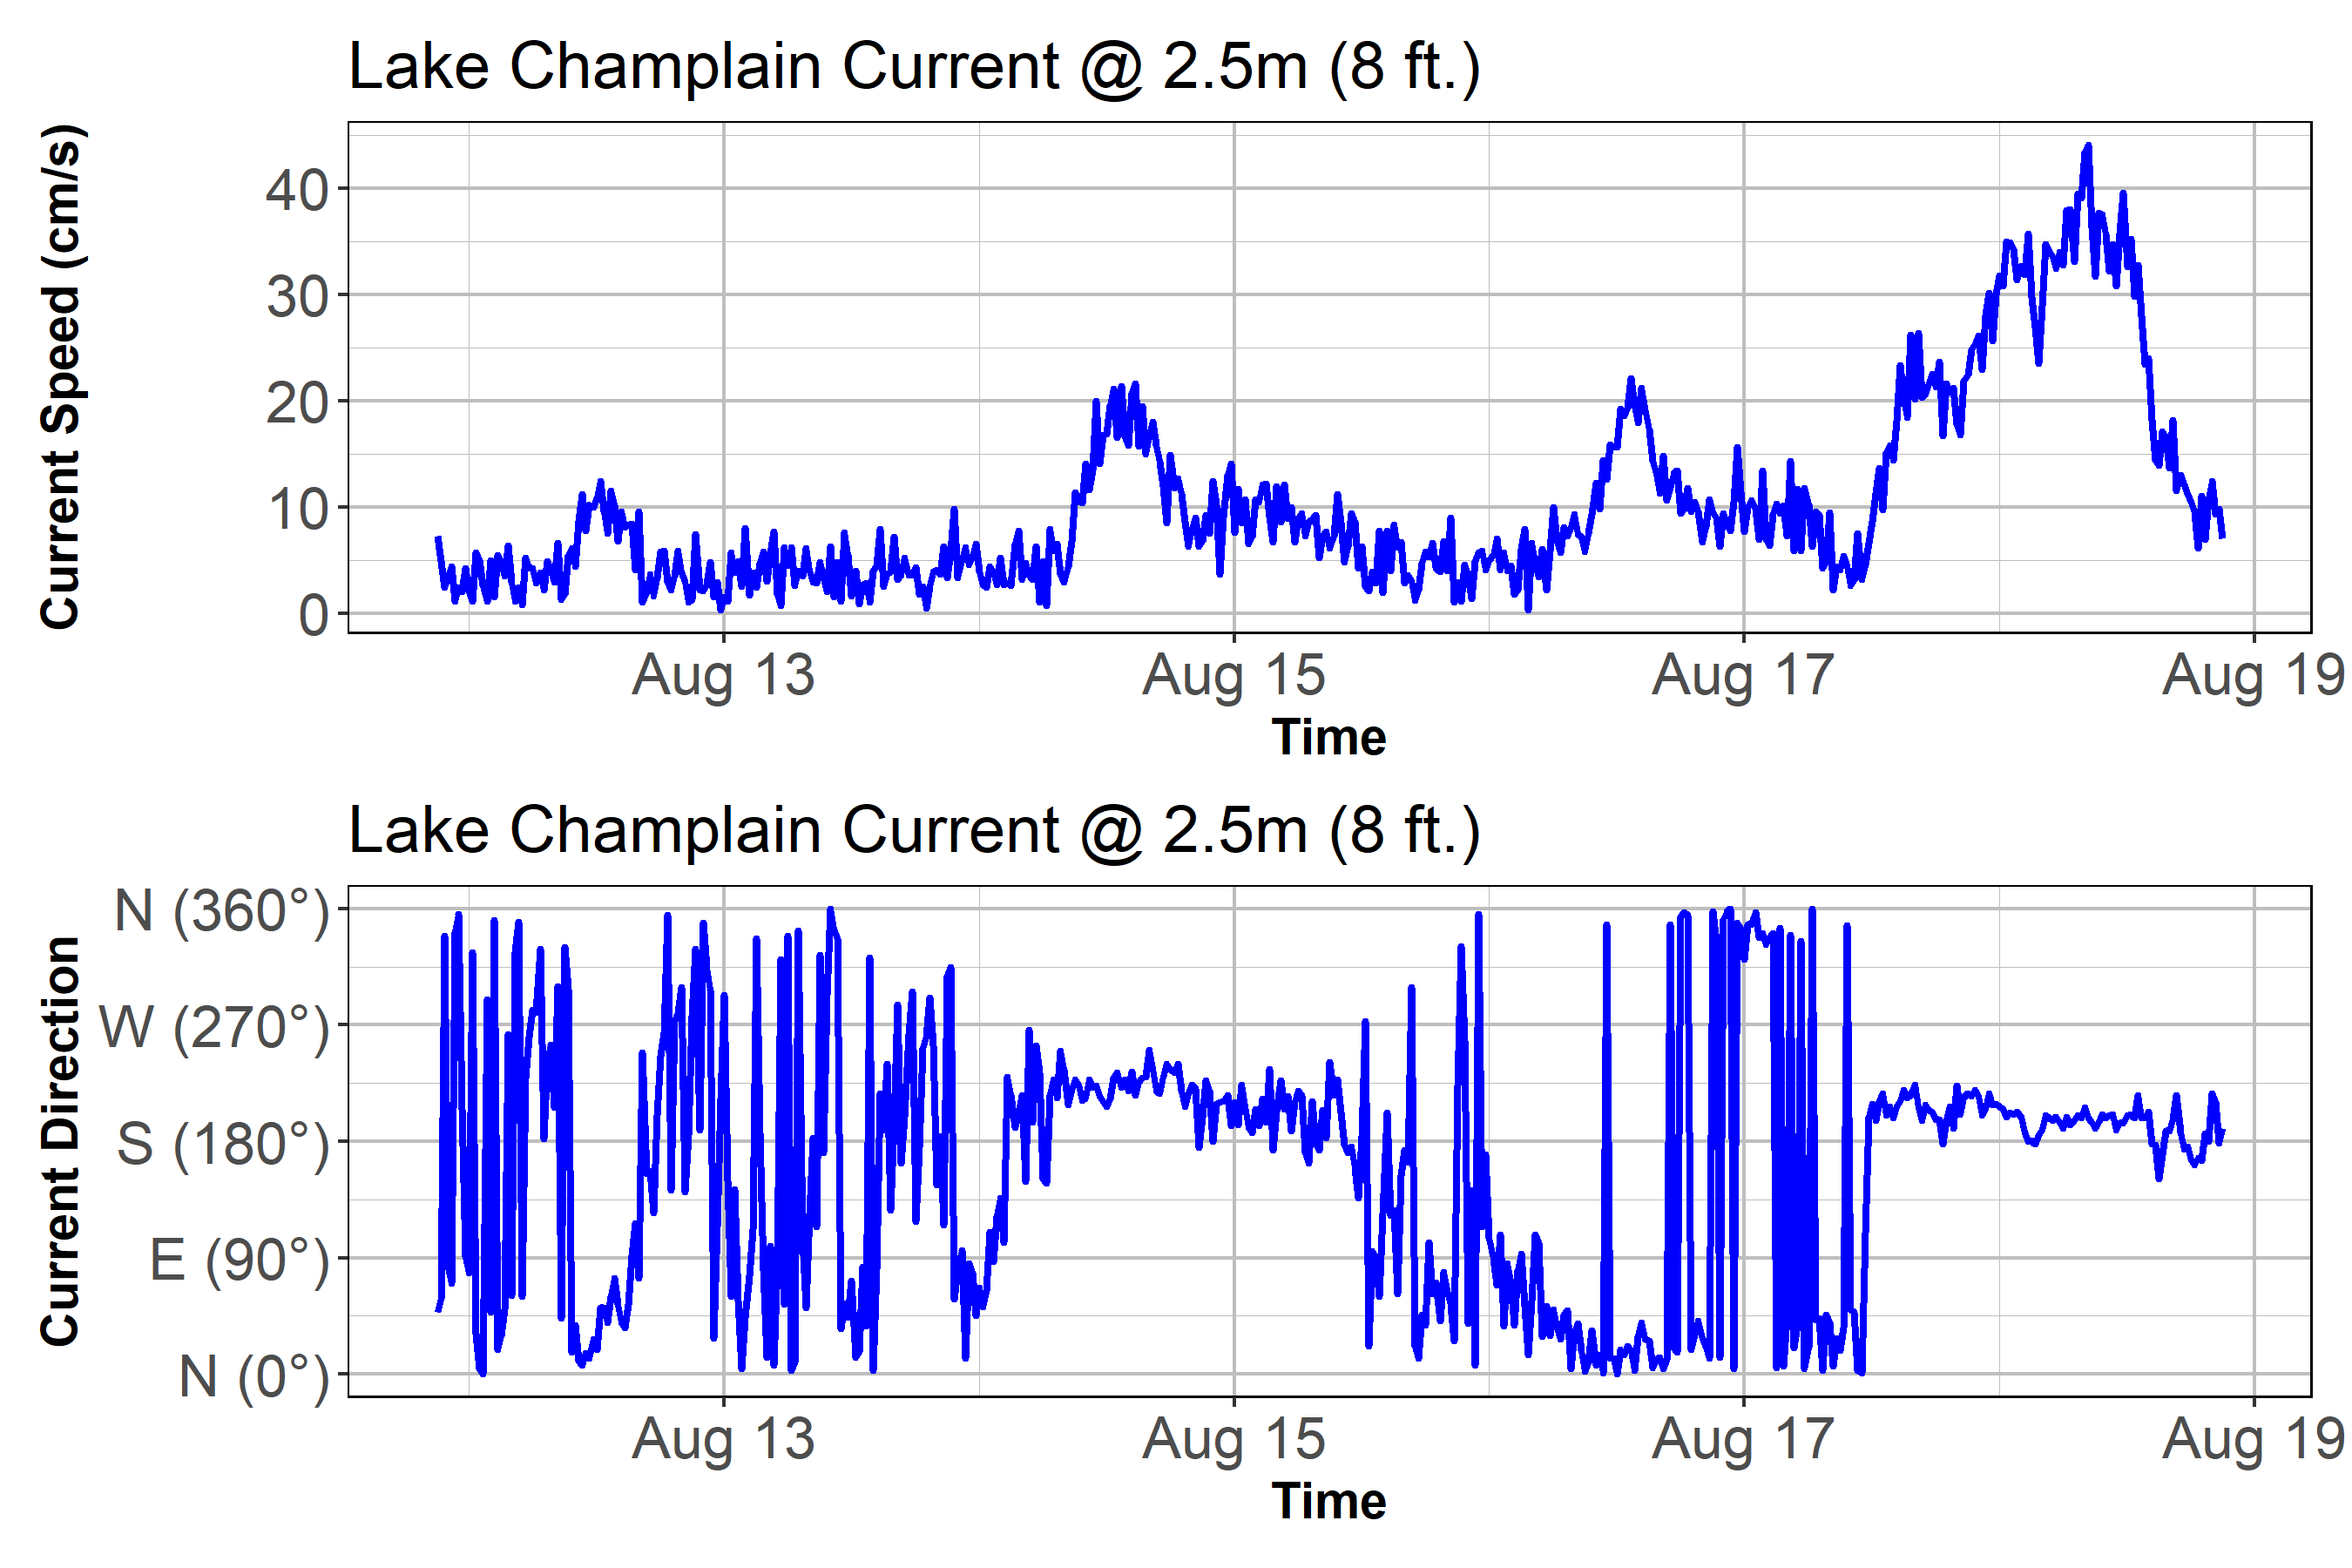 Lake Champlain Current @ 2.5m (8 ft.)
Current Speed (cm/s)
40
30
20
10
0
Aug 13 Aug 15 Aug 17 Aug 19
Time
Lake Champlain Current @ 2.5m (8 ft.)
Current Direction
N (360°)
W (270°)
S (180°)
E (90°)
N (0°)
Aug 13 Aug 15 Aug 17 Aug 19
Time